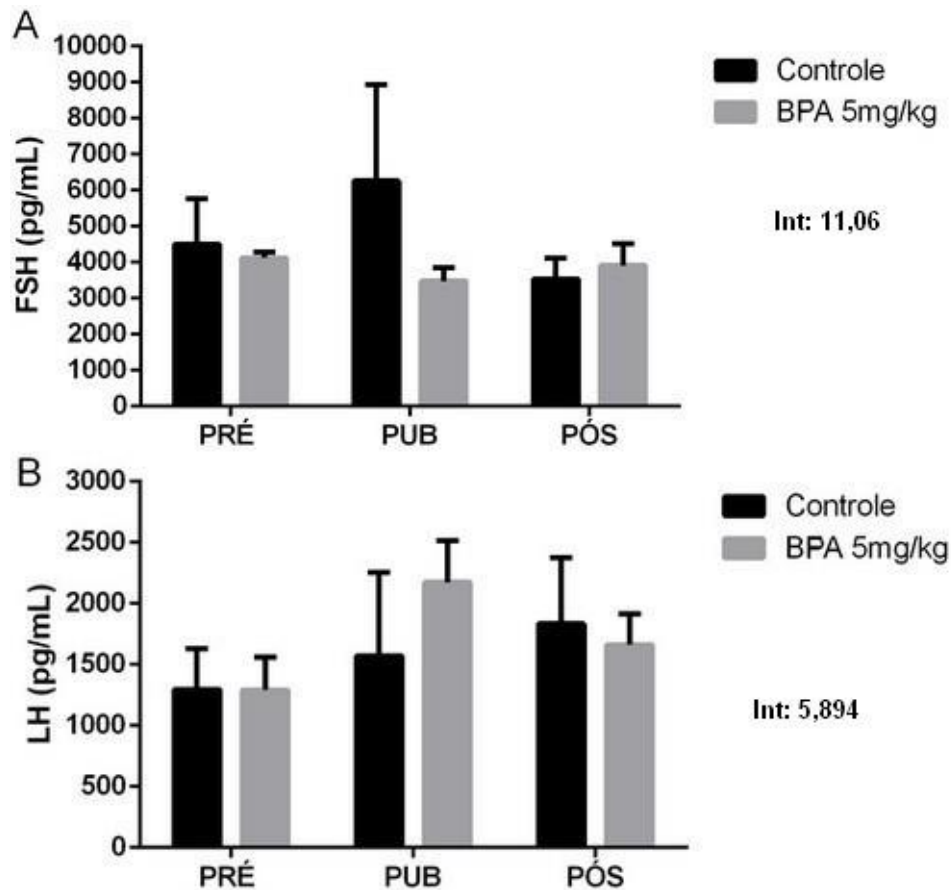 A
10000
9000
8000
7000
6000
5000
4000
3000
2000
1000
0
FSH (pg/mL)
PRÉ PUB PÓS
Controle
BPA 5mg/kg
Int: 11,06
B
3000
2500
2000
1500
1000
500
0
LH (pg/mL)
PRÉ PUB PÓS
Controle
BPA 5mg/kg
Int: 5,894